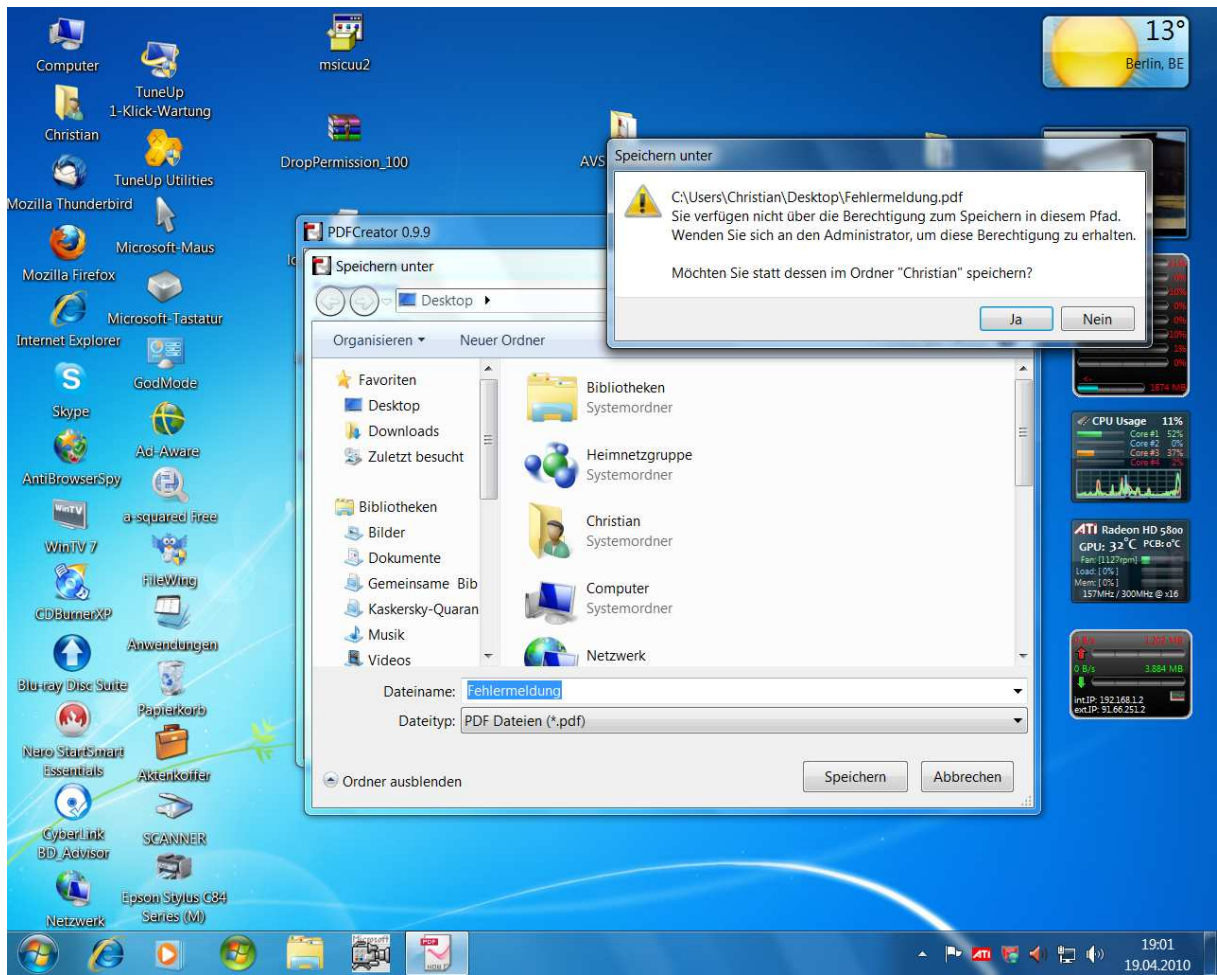 Computer
TuneUp
1-Klick-Wartung
Christian
TuneUp Utilities
Mozilla Thunderbird
Microsoft-Maus
Mozilla Firefox
Microsoft-Tastatur
Internet Explorer
GodMode
Skype
Ad-Aware
AntiBrowserSpy
a-squared Free
WinTV
WinTV 7
FileWing
CDBurnerXP
Anwendungen
Blu-ray Disc Suite
Papierkorb
Nero StartSmart
Essentials
Aktenkoffer
CyberLink
BD_Advisor
SCANNER
Epson Stylus C84
Series (M)
Netzwerk
msicuu2
DropPermission_100
AVS
13°
Berlin, BE
Speichern unter
C:\Users\Christian\Desktop\Fehlermeldung.pdf
Sie verfügen nicht über die Berechtigung zum Speichern in diesem Pfad.
Wenden Sie sich an den Administrator, um diese Berechtigung zu erhalten.
Möchten Sie statt dessen im Ordner "Christian" speichern?
Ja
Nein
PDFCreator 0.9.9
Speichern unter
Desktop
Organisieren
Neuer Ordner
Favoriten
Desktop
Downloads
Zuletzt besucht
Bibliotheken
Bilder
Dokumente
Gemeinsame Bib
Kaskersky-Quaran
Musik
Videos
Bibliotheken
Systemordner
Heimnetzgruppe
Systemordner
Christian
Systemordner
Computer
Systemordner
Netzwerk
Dateiname: Fehlermeldung
Dateityp: PDF Dateien (*.pdf)
Ordner ausblenden
Speichern
Abbrechen
1874 MB
CPU Usage 11%
Core #1 52%
Core #2 0%
Core #3 37%
Core #4 2%
ATI Radeon HD 5800
GPU: 32°C PCB: 0°C
Fan: [1127rpm]
Load: [0%]
Mem: [0%]
157MHz / 300MHz @ x16
0 B/s
0 B/s 3.884 MB
int.IP: 192.168.1.2
ext.IP: 91.66.251.2
Microsoft
PDF
ATI
19:01
19.04.2010